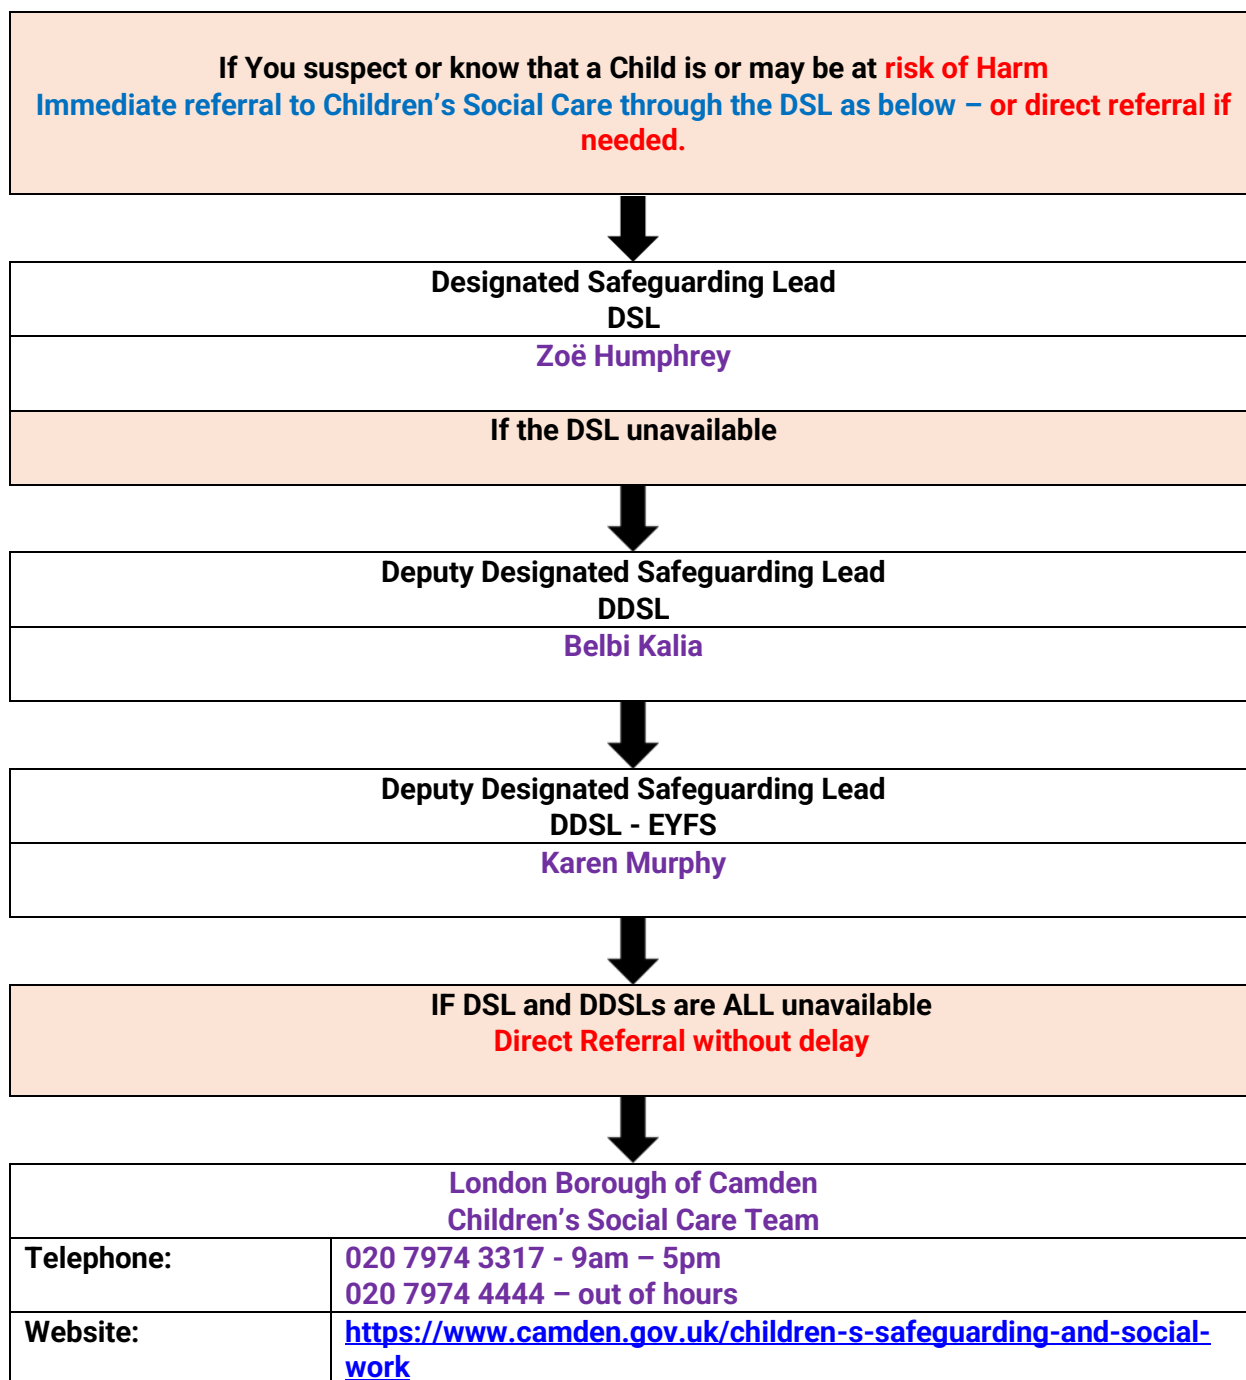 If You suspect or know that a Child is or may be at risk of Harm
Immediate referral to Children’s Social Care through the DSL as below – or direct referral if
needed.
Designated Safeguarding Lead
DSL
Zoë Humphrey
If the DSL unavailable
Deputy Designated Safeguarding Lead
DDSL
Belbi Kalia
Deputy Designated Safeguarding Lead
DDSL - EYFS
Karen Murphy
IF DSL and DDSLs are ALL unavailable
Direct Referral without delay
London Borough of Camden
Children’s Social Care Team
Telephone: 020 7974 3317 - 9am – 5pm
020 7974 4444 – out of hours
Website: https://www.camden.gov.uk/children-s-safeguarding-and-social-
work